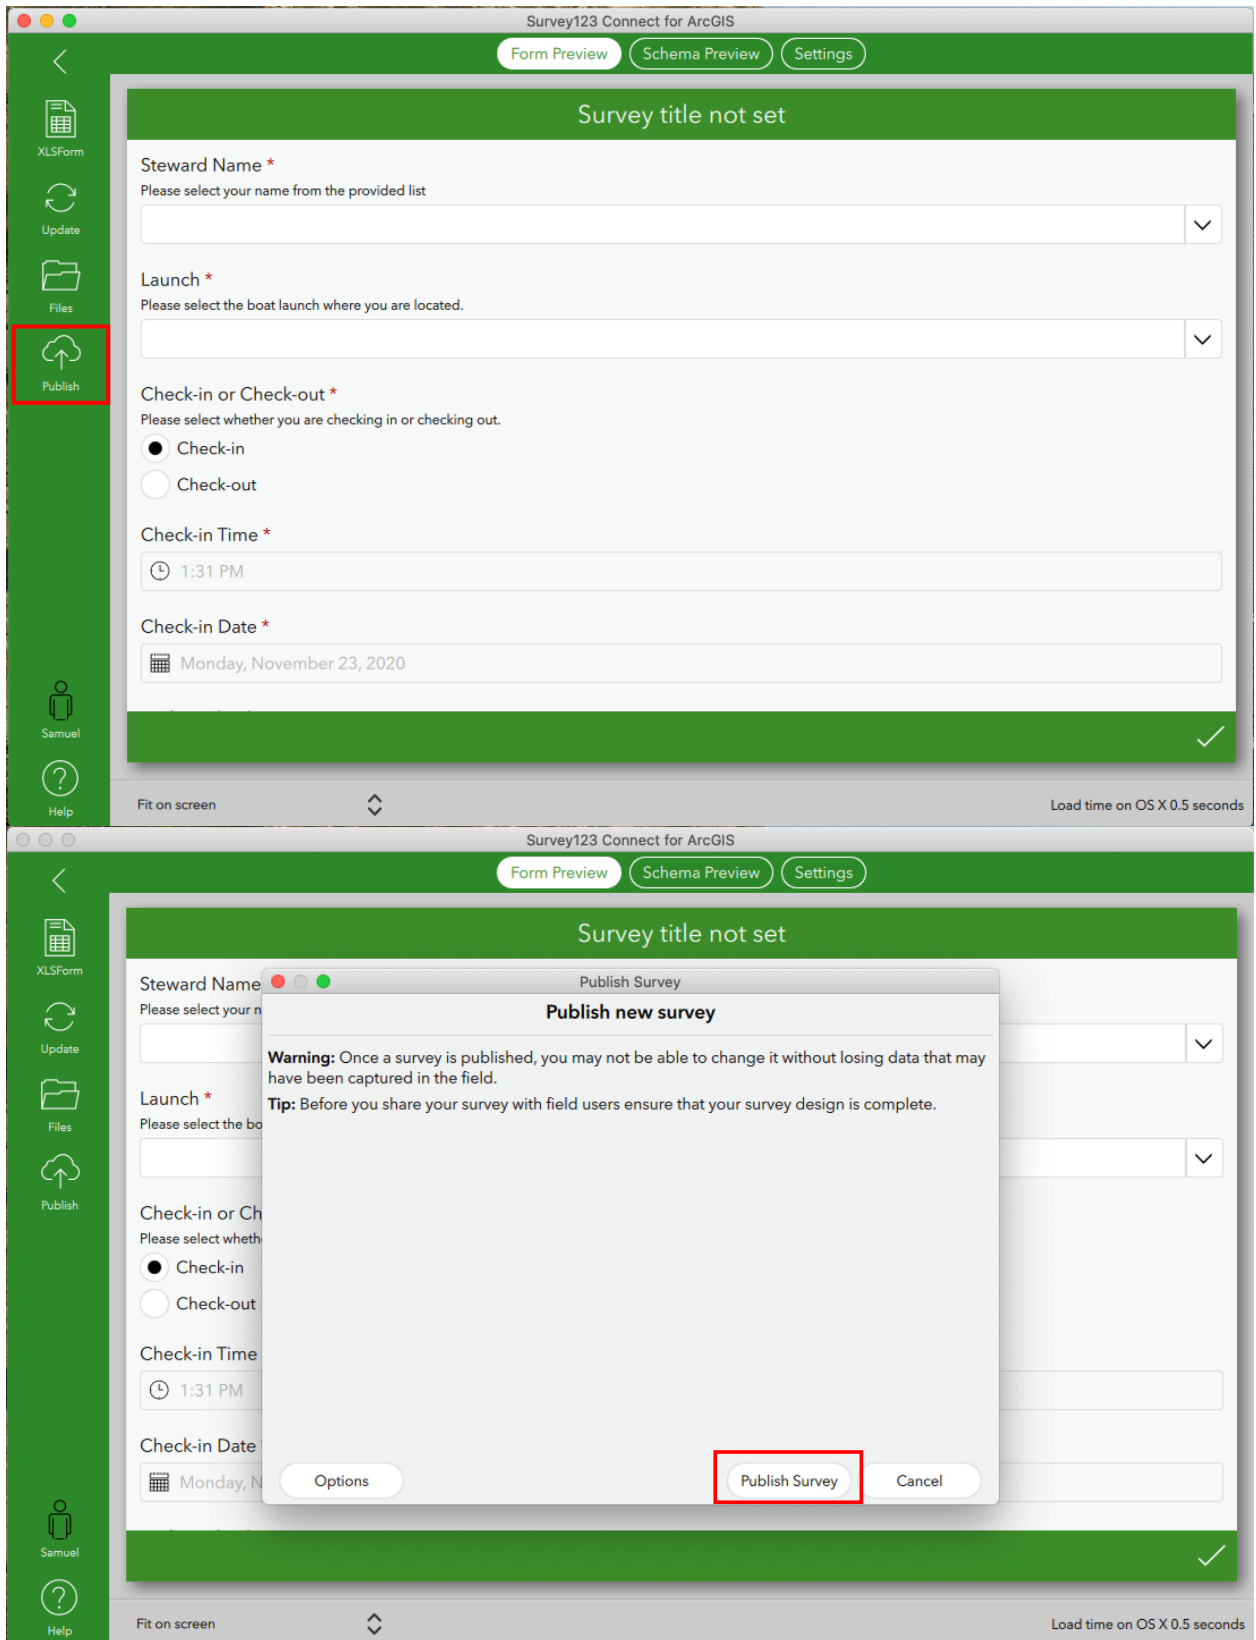 Survey123 Connect for ArcGIS
Form Preview Schema Preview Settings
XLSForm
Update
Files
Publish
Samuel
Help
Survey title not set
Steward Name *
Please select your name from the provided list
Launch *
Please select the boat launch where you are located.
Check-in or Check-out *
Please select whether you are checking in or checking out.
Check-in
Check-out
Check-in Time *
1:31 PM
Check-in Date *
Monday, November 23, 2020
Fit on screen
Load time on OS X 0.5 seconds
Survey123 Connect for ArcGIS
Form Preview Schema Preview Settings
XLSForm
Update
Files
Publish
Samuel
Help
Survey title not set
Steward Name
Please select your n
Launch *
Please select the bo
Check-in or Ch
Please select wheth
Check-in
Check-out
Check-in Time
1:31 PM
Check-in Date
Monday, N
Publish Survey
Publish new survey
Warning: Once a survey is published, you may not be able to change it without losing data that may
have been captured in the field.
Tip: Before you share your survey with field users ensure that your survey design is complete.
Options
Publish Survey
Cancel
Fit on screen
Load time on OS X 0.5 seconds